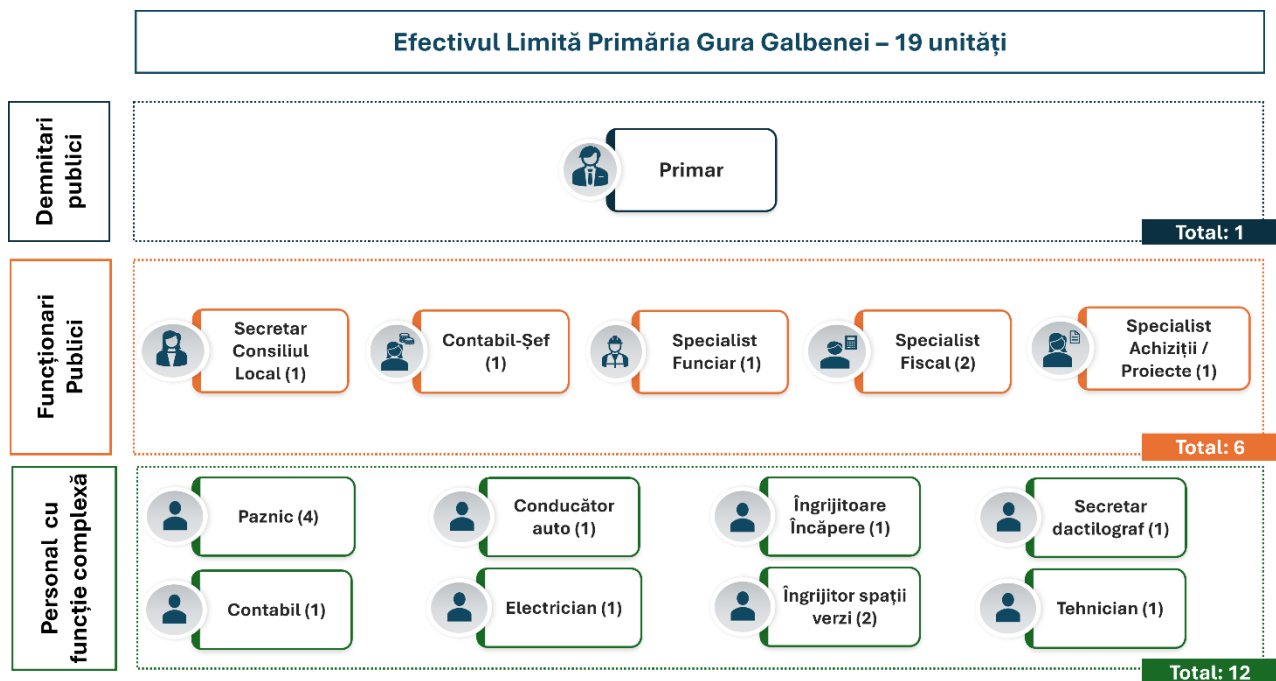 Efectivul Limită Primăria Gura Galbenei – 19 unități
Demnitari
publici
Primar
Total: 1
Funcționari
Publici
Secretar
Consiliul
Local (1)
Contabil-Șef
(1)
Specialist
Funciar (1)
Specialist
Fiscal (2)
Specialist
Achiziții /
Proiecte (1)
Total: 6
Personal cu
funcție complexă
Paznic (4)
Conducător
auto (1)
Îngrijitoare
Încăpere (1)
Secretar
dactilograf (1)
Contabil (1)
Electrician (1)
Îngrijitor spații
verzi (2)
Tehnician (1)
Total: 12